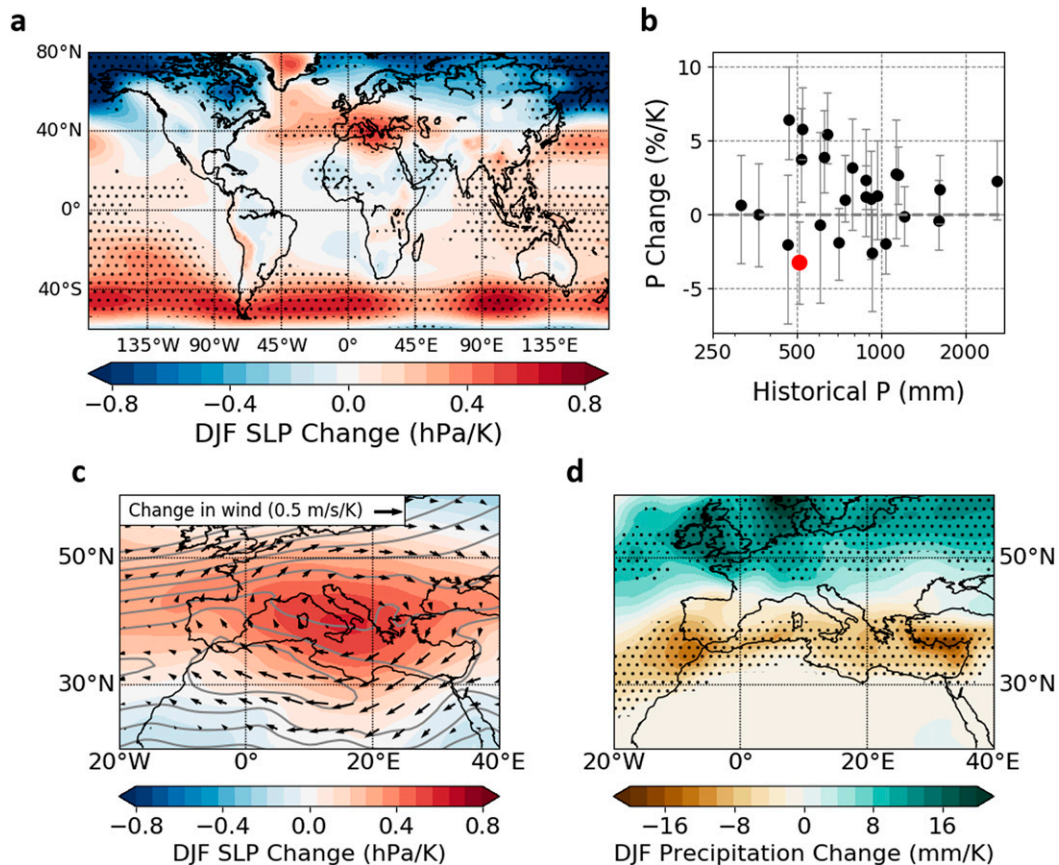 a
80°N
40°N
0°
40°S
135°W 90°W 45°W 0° 45°E 90°E 135°E
−0.8 −0.4 0.0 0.4 0.8
DJF SLP Change (hPa/K)
b
10
5
0
-5
P Change (%/K)
250 500 1000 2000
Historical P (mm)
c
Change in wind (0.5 m/s/K)
50°N
30°N
20°W 0° 20°E 40°E
−0.8 −0.4 0.0 0.4 0.8
DJF SLP Change (hPa/K)
d
50°N
30°N
20°W 0° 20°E 40°E
−16 −8 0 8 16
DJF Precipitation Change (mm/K)